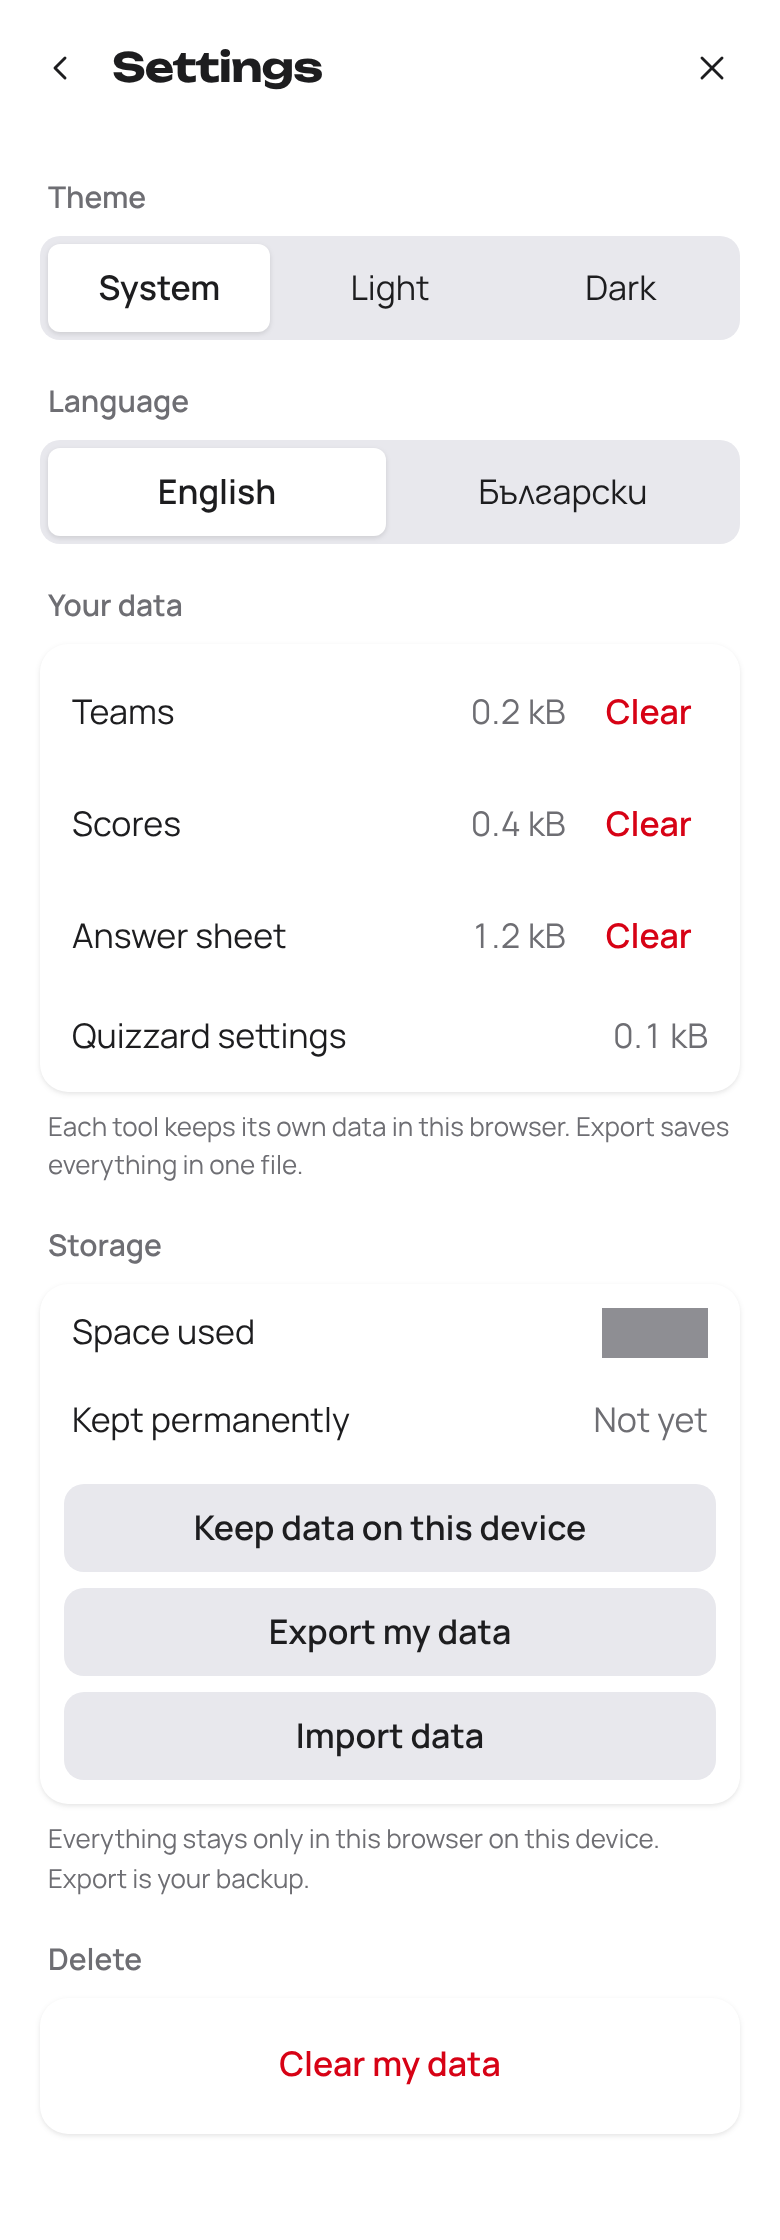 Settings
Theme
System
Light
Dark
Language
English
Български
Your data
Teams 0.2 kB Clear
Scores 0.4 kB Clear
Answer sheet 1.2 kB Clear
Quizzard settings 0.1 kB
Each tool keeps its own data in this browser. Export saves
everything in one file.
Storage
Space used
Kept permanently Not yet
Keep data on this device
Export my data
Import data
Everything stays only in this browser on this device.
Export is your backup.
Delete
Clear my data